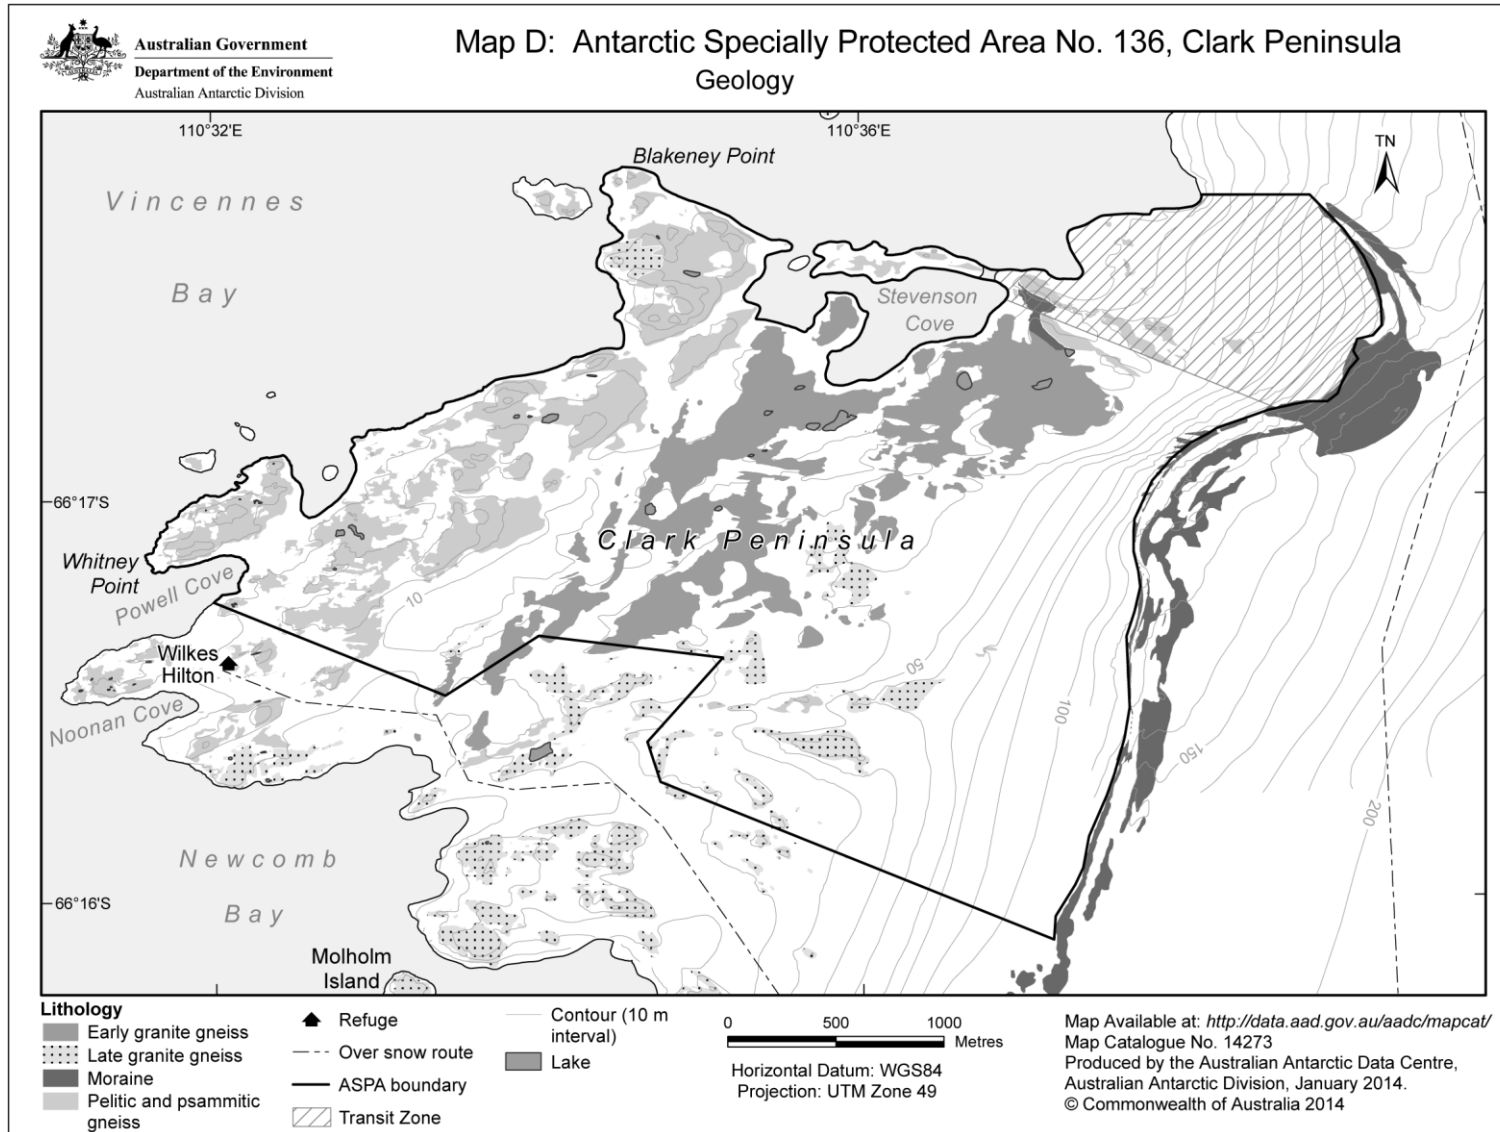 Australian Government
Department of the Environment
Australian Antarctic Division
Map D: Antarctic Specially Protected Area No. 136, Clark Peninsula
Geology
110°32'E
110°36'E
TN
Blakeney Point
Vincennes
Bay
Stevenson
Cove
66°17'S
Clark Peninsula
Whitney
Point
Powell Cove
10
Wilkes
Hilton
50
Noonan Cove
100
150
200
Newcomb
Bay
66°16'S
Molholm
Island
Lithology
Early granite gneiss
Late granite gneiss
Moraine
Pelitic and psammitic
gneiss
Refuge
Over snow route
ASPA boundary
Transit Zone
Contour (10 m
interval)
Lake
0 500 1000
Metres
Horizontal Datum: WGS84
Projection: UTM Zone 49
Map Available at: http://data.aad.gov.au/aadc/mapcat/
Map Catalogue No. 14273
Produced by the Australian Antarctic Data Centre,
Australian Antarctic Division, January 2014.
© Commonwealth of Australia 2014